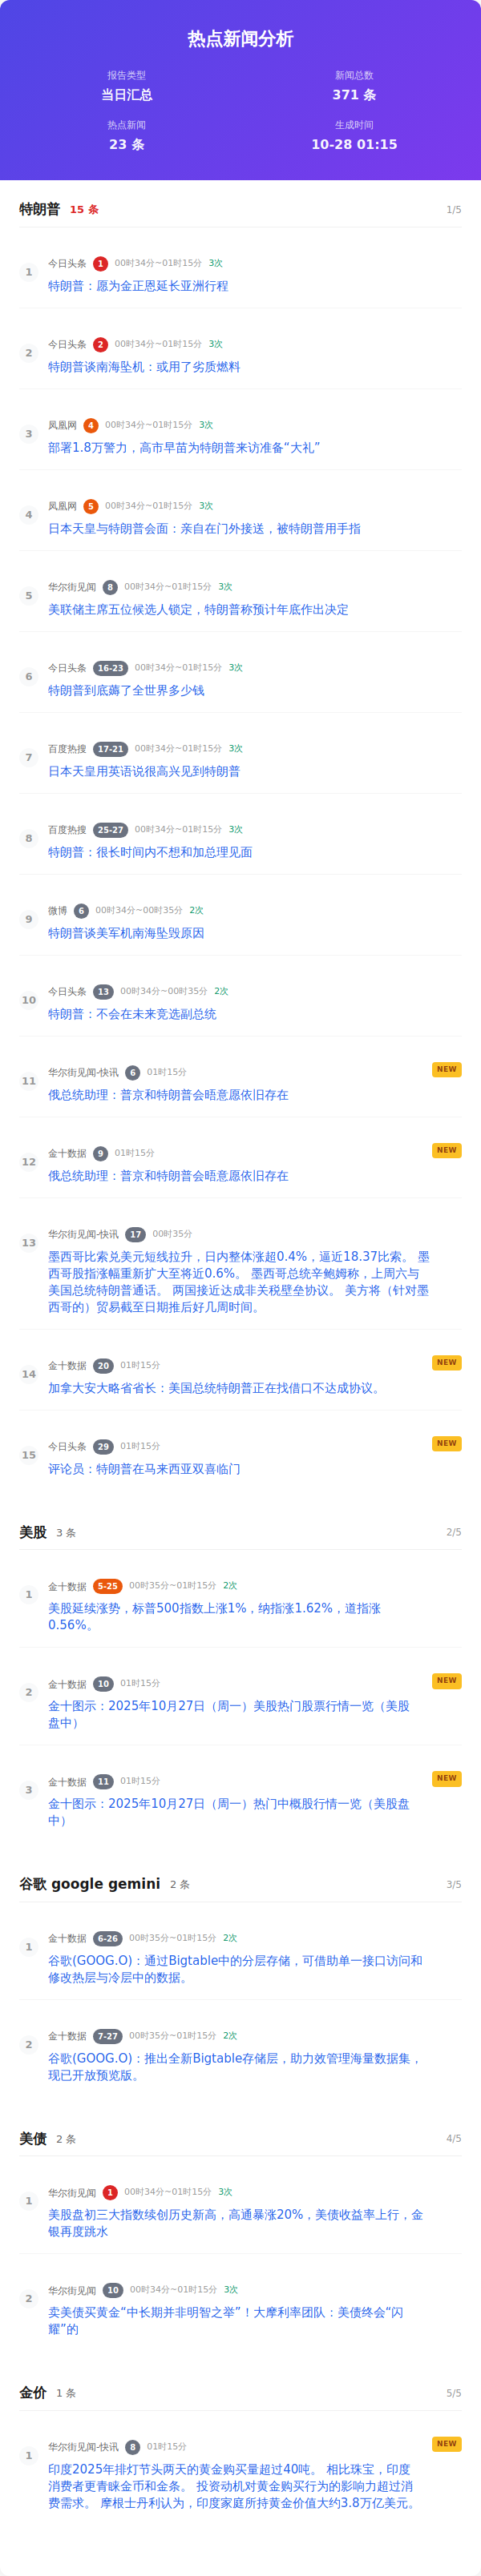 热点新闻分析
报告类型
当日汇总
新闻总数
371 条
热点新闻
23 条
生成时间
10-28 01:15
特朗普 15 条 1/5
1
今日头条 1 00时34分~01时15分 3次
特朗普：愿为金正恩延长亚洲行程
2
今日头条 2 00时34分~01时15分 3次
特朗普谈南海坠机：或用了劣质燃料
3
凤凰网 4 00时34分~01时15分 3次
部署1.8万警力，高市早苗为特朗普来访准备“大礼”
4
凤凰网 5 00时34分~01时15分 3次
日本天皇与特朗普会面：亲自在门外接送，被特朗普用手指
5
华尔街见闻 8 00时34分~01时15分 3次
美联储主席五位候选人锁定，特朗普称预计年底作出决定
6
今日头条 16-23 00时34分~01时15分 3次
特朗普到底薅了全世界多少钱
7
百度热搜 17-21 00时34分~01时15分 3次
日本天皇用英语说很高兴见到特朗普
8
百度热搜 25-27 00时34分~01时15分 3次
特朗普：很长时间内不想和加总理见面
9
微博 6 00时34分~00时35分 2次
特朗普谈美军机南海坠毁原因
10
今日头条 13 00时34分~00时35分 2次
特朗普：不会在未来竞选副总统
11
华尔街见闻-快讯 6 01时15分 NEW
俄总统助理：普京和特朗普会晤意愿依旧存在
12
金十数据 9 01时15分 NEW
俄总统助理：普京和特朗普会晤意愿依旧存在
13
华尔街见闻-快讯 17 00时35分
墨西哥比索兑美元短线拉升，日内整体涨超0.4%，逼近18.37比索。 墨
西哥股指涨幅重新扩大至将近0.6%。 墨西哥总统辛鲍姆称，上周六与
美国总统特朗普通话。 两国接近达成非关税壁垒协议。 美方将（针对墨
西哥的）贸易截至日期推后好几周时间。
14
金十数据 20 01时15分 NEW
加拿大安大略省省长：美国总统特朗普正在找借口不达成协议。
15
今日头条 29 01时15分 NEW
评论员：特朗普在马来西亚双喜临门
美股 3 条 2/5
1
金十数据 5-25 00时35分~01时15分 2次
美股延续涨势，标普500指数上涨1%，纳指涨1.62%，道指涨
0.56%。
2
金十数据 10 01时15分 NEW
金十图示：2025年10月27日（周一）美股热门股票行情一览（美股
盘中）
3
金十数据 11 01时15分 NEW
金十图示：2025年10月27日（周一）热门中概股行情一览（美股盘
中）
谷歌 google gemini 2 条 3/5
1
金十数据 6-26 00时35分~01时15分 2次
谷歌(GOOG.O)：通过Bigtable中的分层存储，可借助单一接口访问和
修改热层与冷层中的数据。
2
金十数据 7-27 00时35分~01时15分 2次
谷歌(GOOG.O)：推出全新Bigtable存储层，助力效管理海量数据集，
现已开放预览版。
美债 2 条 4/5
1
华尔街见闻 1 00时34分~01时15分 3次
美股盘初三大指数续创历史新高，高通暴涨20%，美债收益率上行，金
银再度跳水
2
华尔街见闻 10 00时34分~01时15分 3次
卖美债买黄金“中长期并非明智之举”！大摩利率团队：美债终会“闪
耀”的
金价 1 条 5/5
1
华尔街见闻-快讯 8 01时15分 NEW
印度2025年排灯节头两天的黄金购买量超过40吨。 相比珠宝，印度
消费者更青睐金币和金条。 投资动机对黄金购买行为的影响力超过消
费需求。 摩根士丹利认为，印度家庭所持黄金价值大约3.8万亿美元。